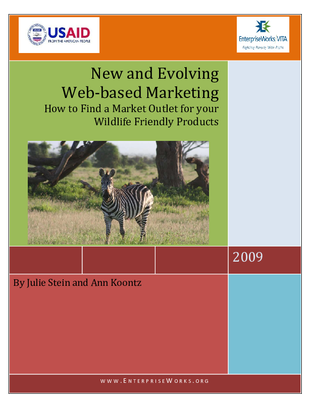 USAID
FROM THE AMERICAN PEOPLE
EnterpriseWorks/VITA
New and Evolving
Web-based Marketing
How to Find a Market Outlet for your
Wildlife Friendly Products
2009
By Julie Stein and Ann Koontz
WWW.ENTERPRISEWORKS.ORG